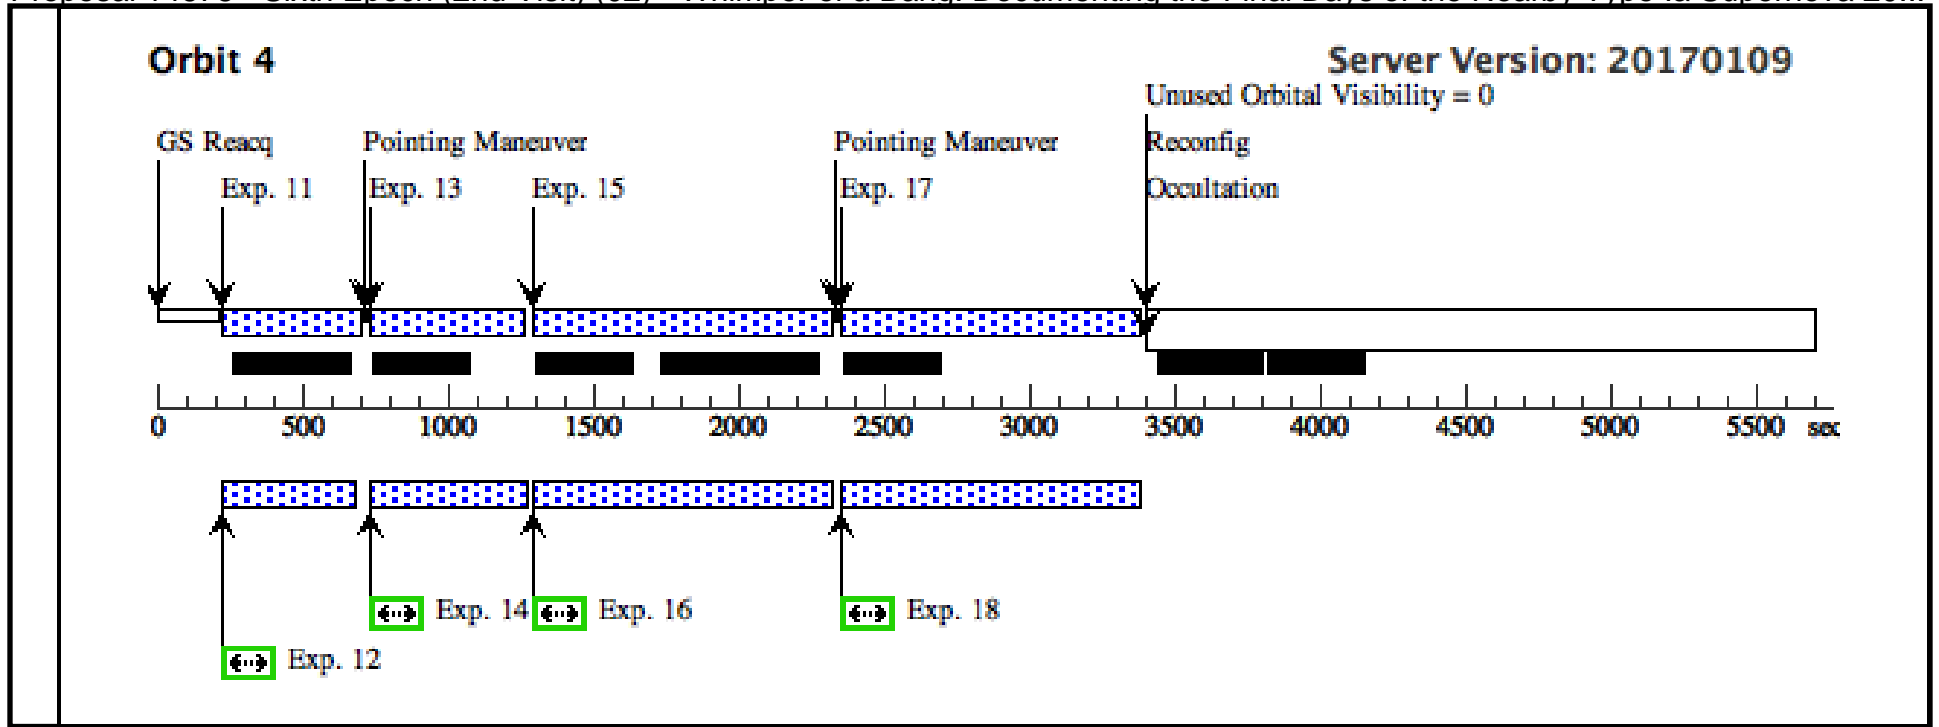 Orbit 4
Server Version: 20170109
Unused Orbital Visibility = 0
GS Reacq
Pointing Maneuver
Pointing Maneuver
Reconfig
Exp. 11
Exp. 13
Exp. 15
Exp. 17
Occultation
0 500 1000 1500 2000 2500 3000 3500 4000 4500 5000 5500 sec
Exp. 14
Exp. 16
Exp. 18
Exp. 12